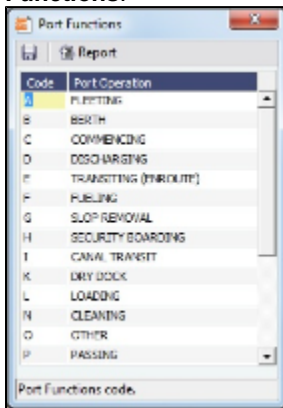 Functions.
Port Functions
Report
Code Port Operation
A FLEETING
B BERTH
C COMMENCING
D DISCHARGING
E TRANSITING (ENROUTE)
F FUELING
G SLOP REMOVAL
H SECURITY BOARDING
I CANAL TRANSIT
K DRY DOCK
L LOADING
N CLEANING
O OTHER
P PASSING
Port Functions code.